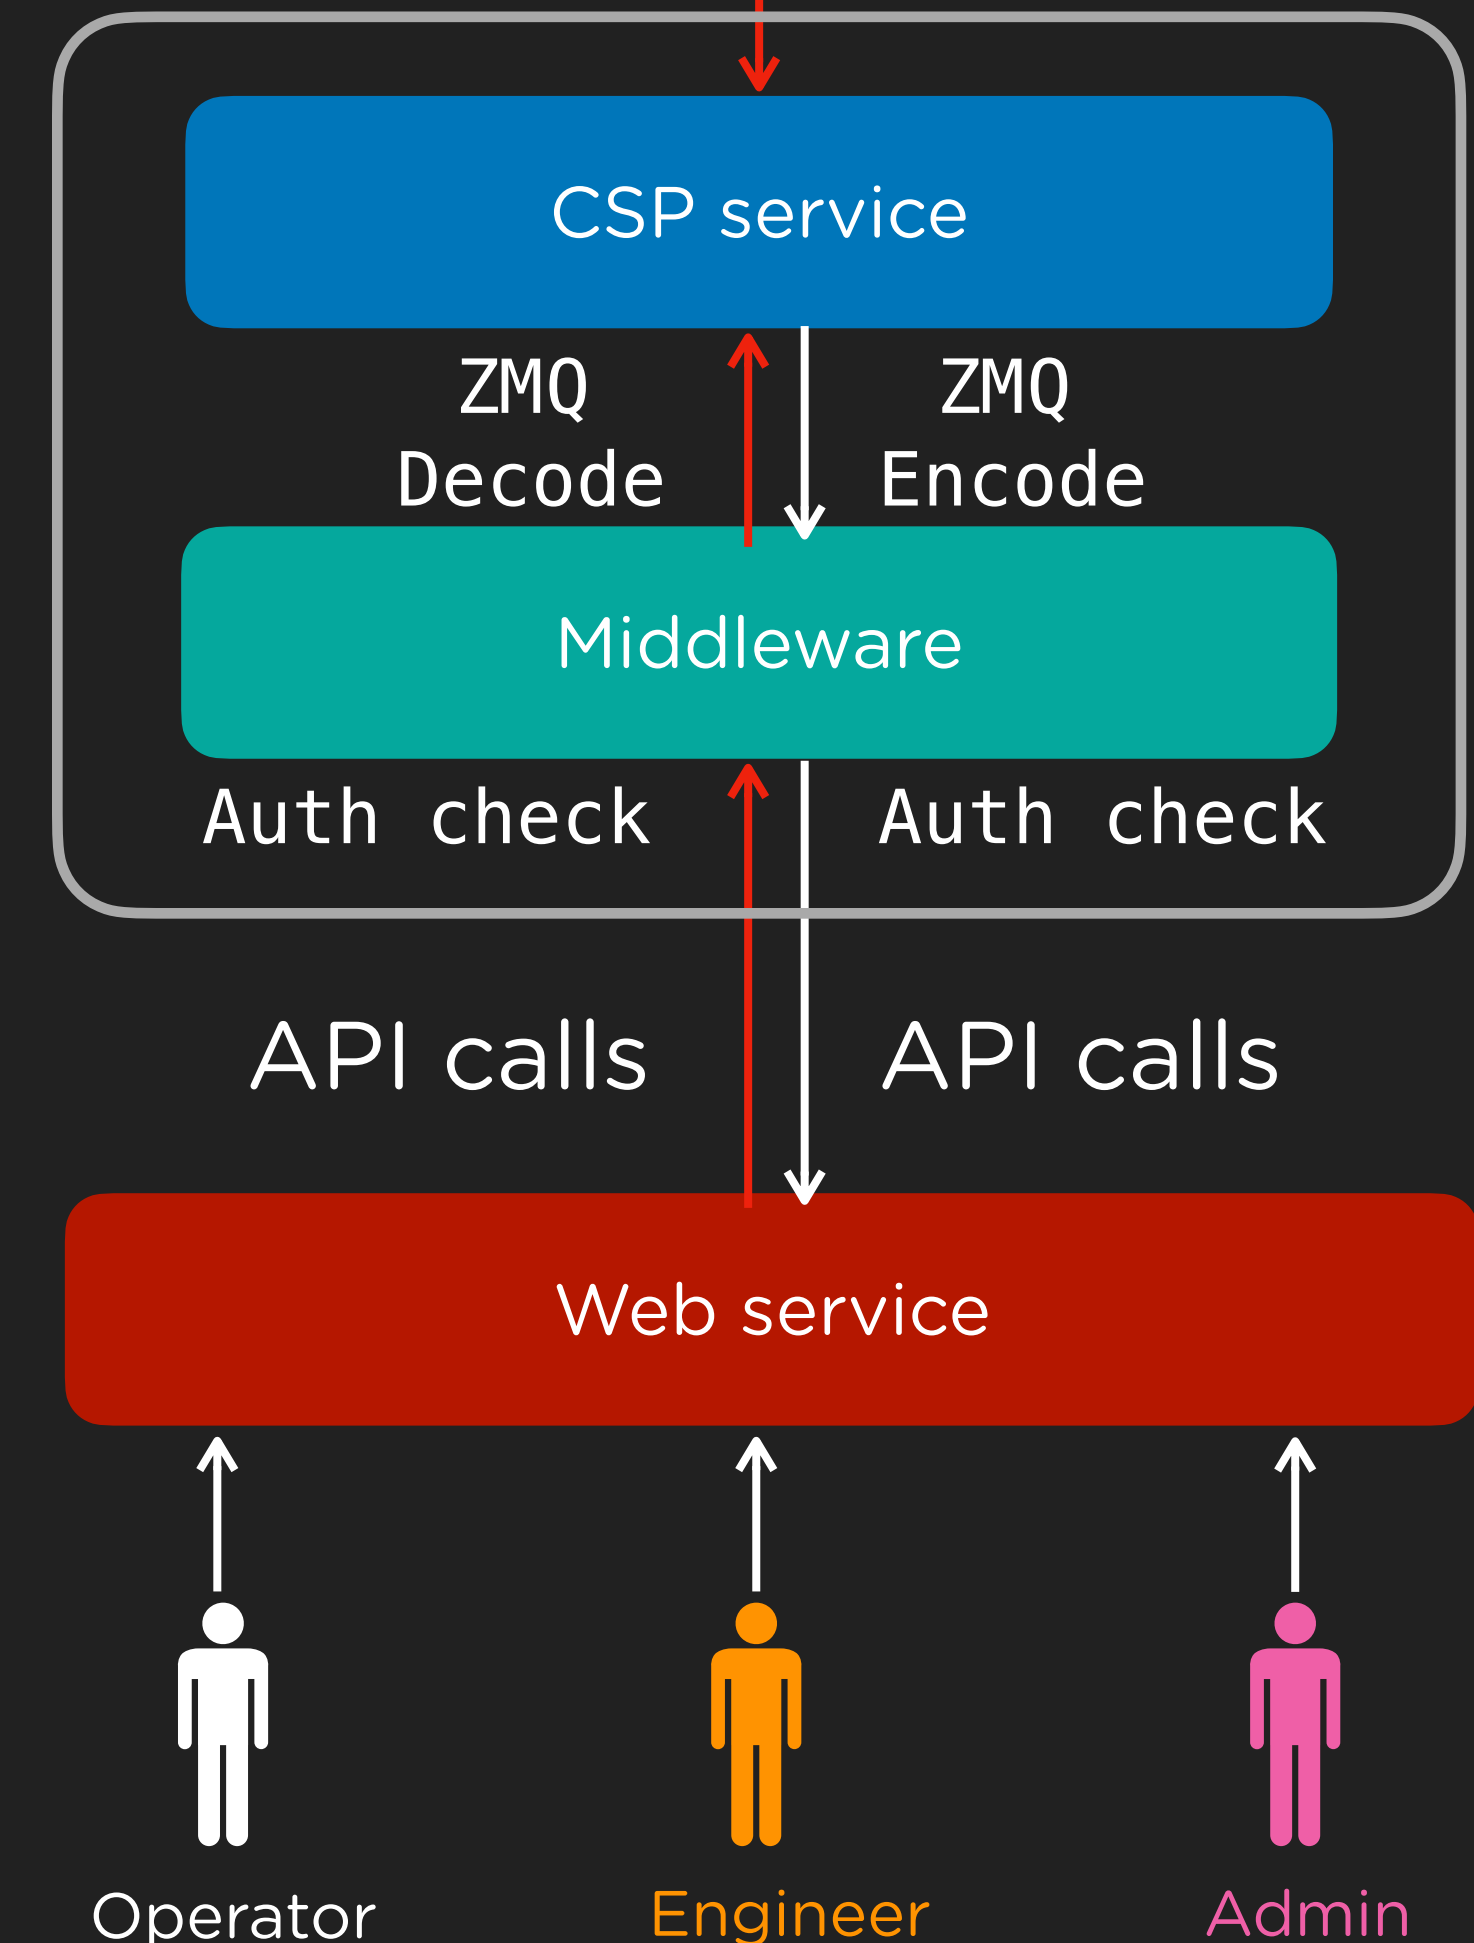 CSP service
ZMQ
Decode
ZMQ
Encode
Middleware
Auth check
Auth check
API calls
API calls
Web service
Operator
Engineer
Admin